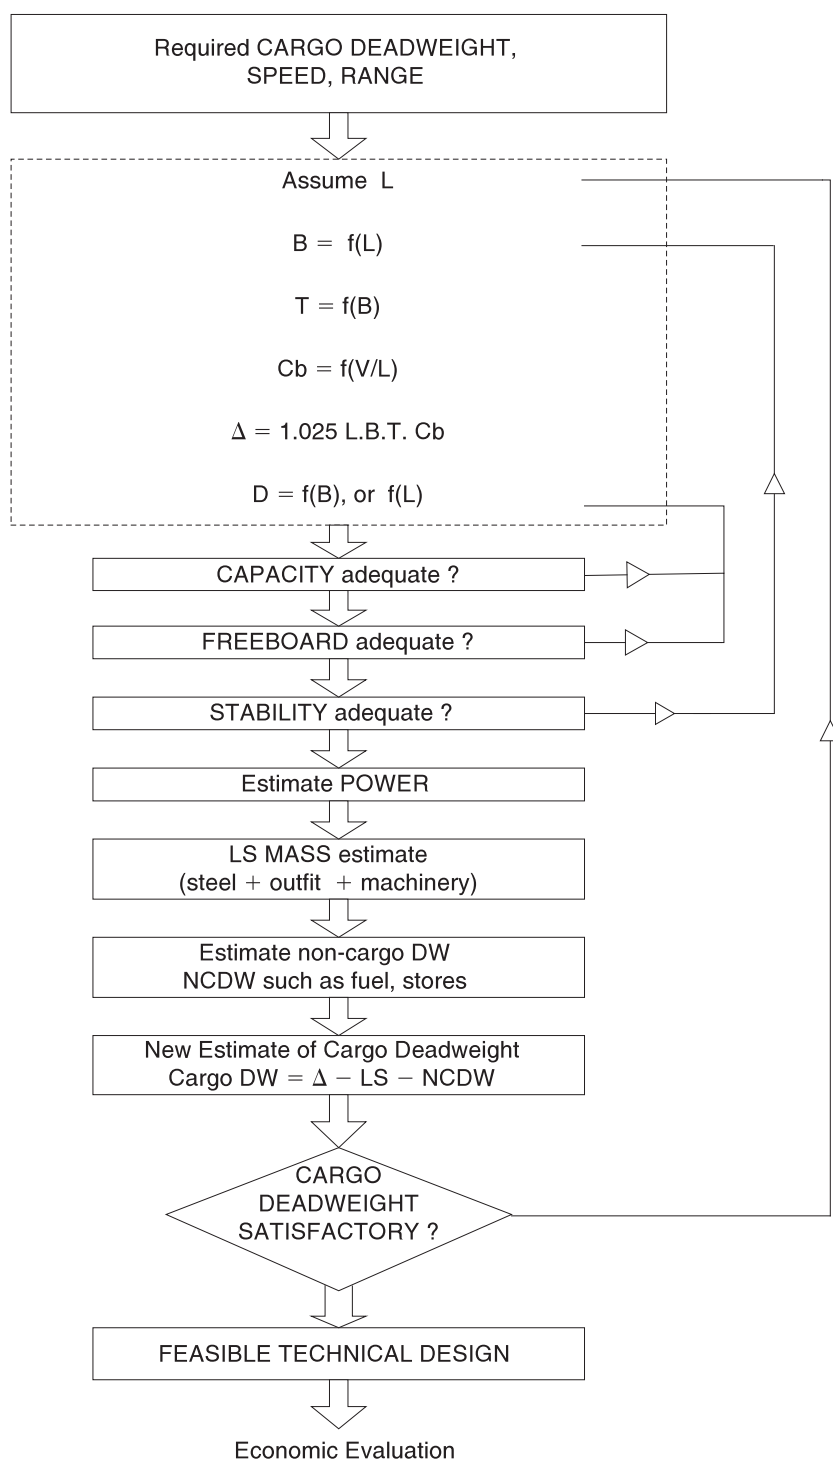 Required CARGO DEADWEIGHT,
SPEED, RANGE
Assume L
B = f(L)
T = f(B)
Cb = f(V/L)
Δ = 1.025 L.B.T. Cb
D = f(B), or f(L)
CAPACITY adequate ?
FREEBOARD adequate ?
STABILITY adequate ?
Estimate POWER
LS MASS estimate
(steel + outfit + machinery)
Estimate non-cargo DW
NCDW such as fuel, stores
New Estimate of Cargo Deadweight
Cargo DW = Δ − LS − NCDW
CARGO
DEADWEIGHT
SATISFACTORY ?
FEASIBLE TECHNICAL DESIGN
Economic Evaluation